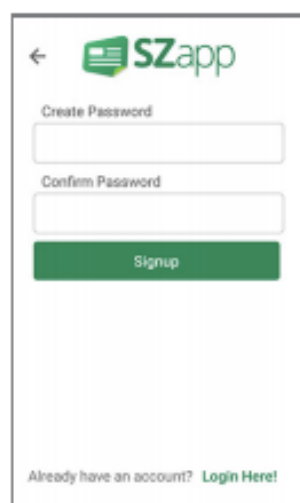 SZapp
Create Password
Confirm Password
Signup
Already have an account? Login Here!